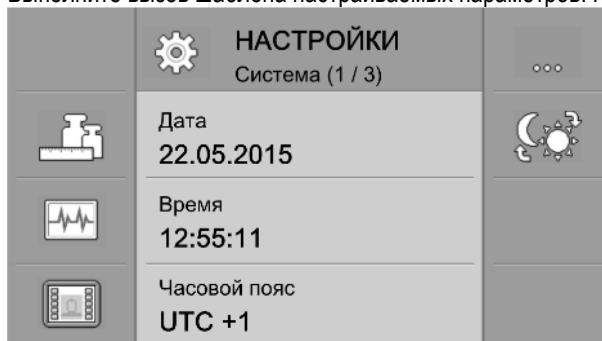 НАСТРОЙКИ
Система (1 / 3)
Дата
22.05.2015
Время
12:55:11
Часовой пояс
UTC +1